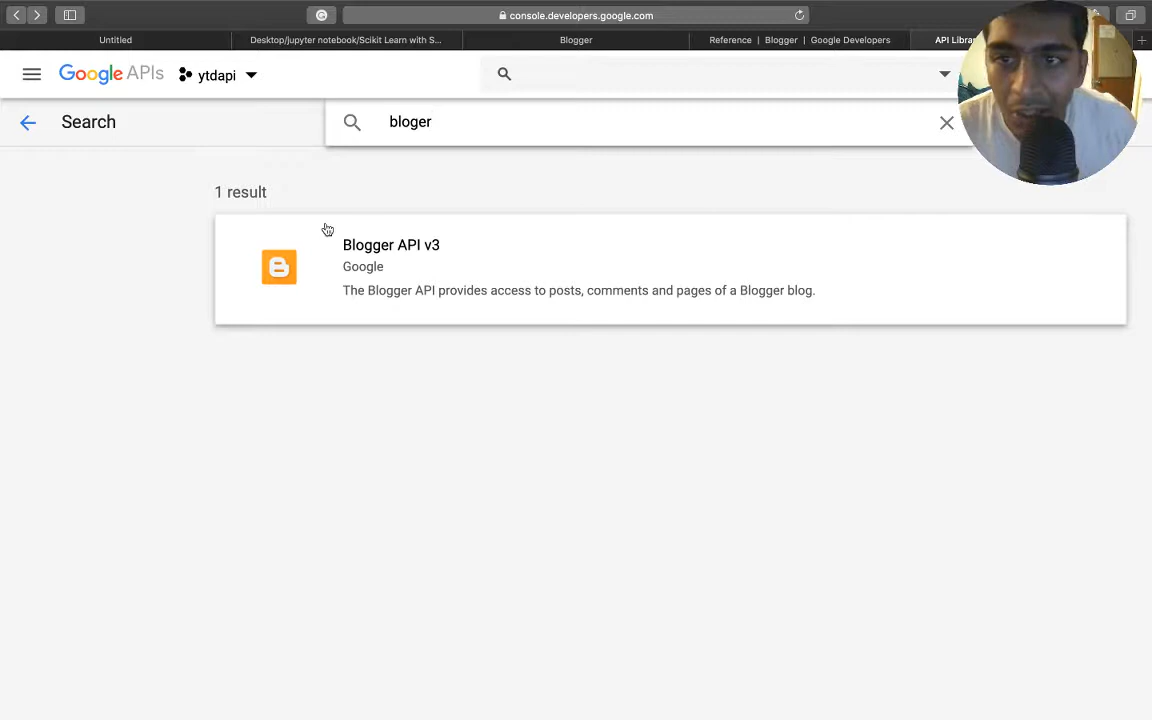 console.developers.google.com
Untitled
Desktop/jupyter notebook/Scikit Learn with S...
Blogger
Reference | Blogger | Google Developers
API Librar
Google APIs
ytdapi
Search
bloger
1 result
Blogger API v3
Google
The Blogger API provides access to posts, comments and pages of a Blogger blog.